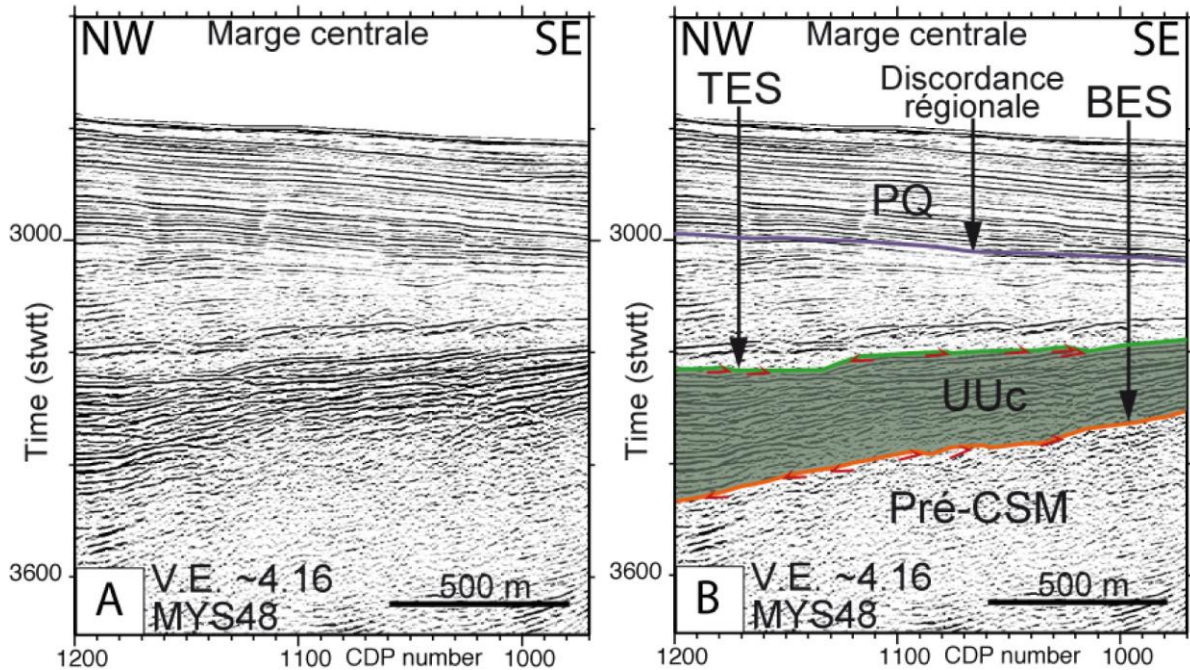 NW Marge centrale SE
3000
3600
Time (stwtt)
A
V.E. ~4.16
MYS48
500 m
1200 1100 CDP number 1000
NW Marge centrale SE
TES
Discordance
régionale
BES
PQ
UUc
Pré-CSM
3000
3600
Time (stwtt)
B
V.E. ~4.16
MYS48
500 m
1200 1100 CDP number 1000